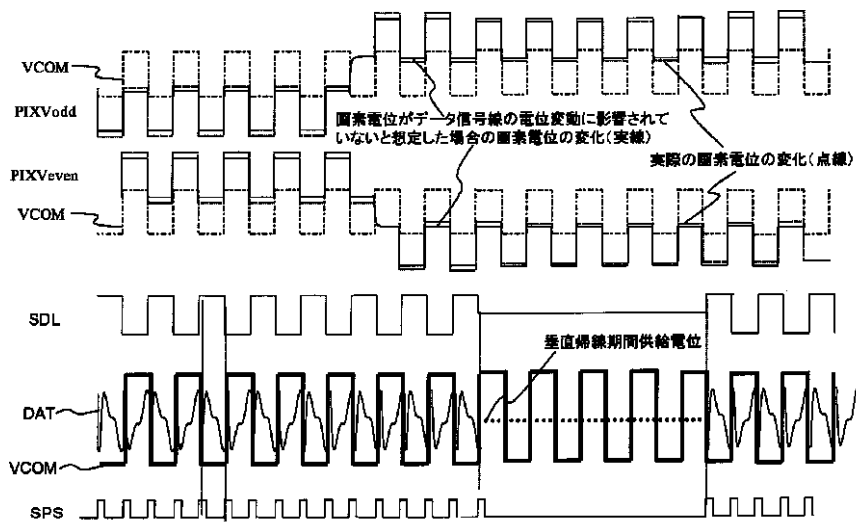 VCOM
PIXVodd
画素電位がデータ信号線の電位変動に影響されて
いないと想定した場合の画素電位の変化(実線)
実際の画素電位の変化(点線)
PIXVeven
VCOM
SDL
垂直帰線期間供給電位
DAT
VCOM
SPS